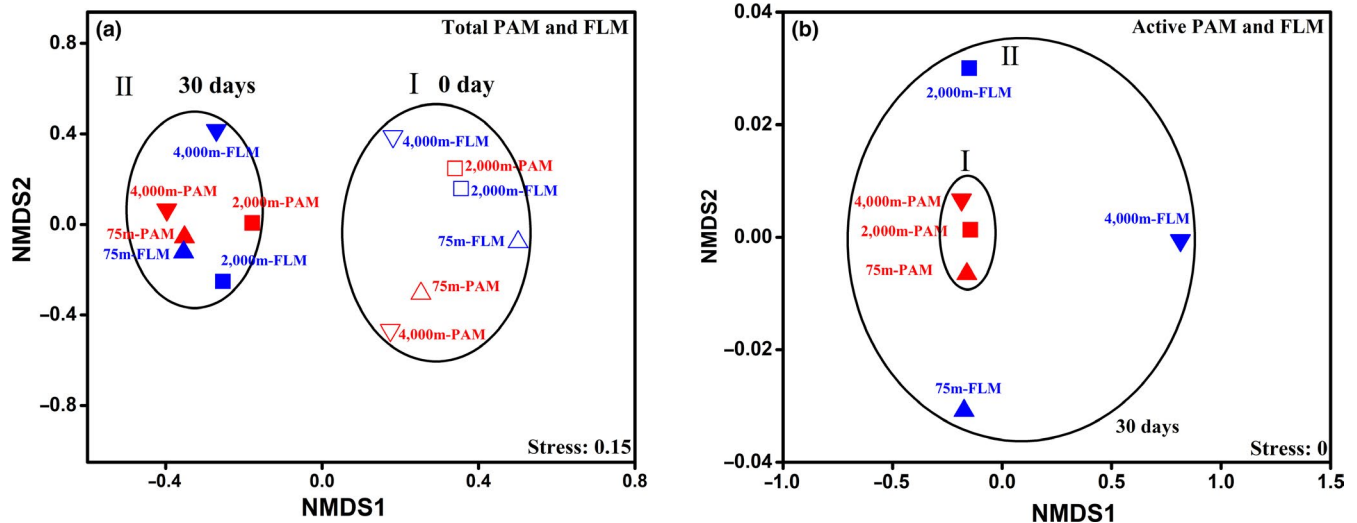 (a)
Total PAM and FLM
II 30 days
I 0 day
4,000m-FLM
4,000m-PAM
2,000m-PAM
75m-PAM
75m-FLM
2,000m-FLM
4,000m-FLM
2,000m-PAM
2,000m-FLM
75m-FLM
75m-PAM
4,000m-PAM
Stress: 0.15
0.8
0.4
0.0
−0.4
−0.8
NMDS2
−0.4 0.0 0.4 0.8
NMDS1
(b)
Active PAM and FLM
II
2,000m-FLM
I
4,000m-PAM
2,000m-PAM
75m-PAM
4,000m-FLM
75m-FLM
30 days
Stress: 0
0.04
0.02
0.00
−0.02
−0.04
NMDS2
−1.0 −0.5 0.0 0.5 1.0 1.5
NMDS1